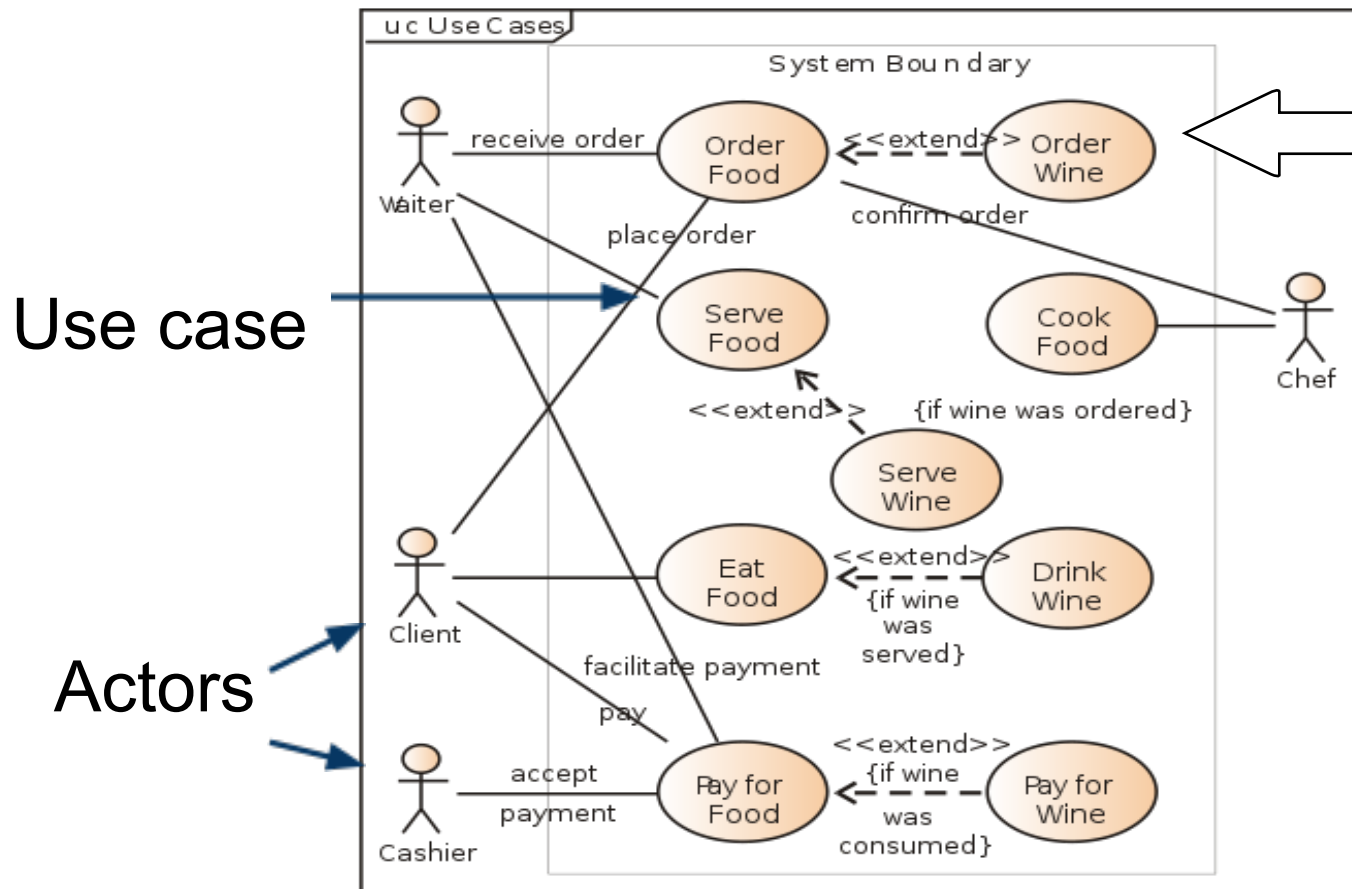 uc Use Cases
System Boundary
receive order
Order
Food
<<extend>>
Order
Wine
Waiter
confirm order
place order
Use case
Serve
Food
Cook
Food
Chef
<<extend>>
{if wine was ordered}
Serve
Wine
Eat
Food
<<extend>>
{if wine
was
served}
Drink
Wine
Client
Actors
facilitate payment
pay
accept
payment
Pay for
Food
<<extend>>
{if wine
was
consumed}
Pay for
Wine
Cashier